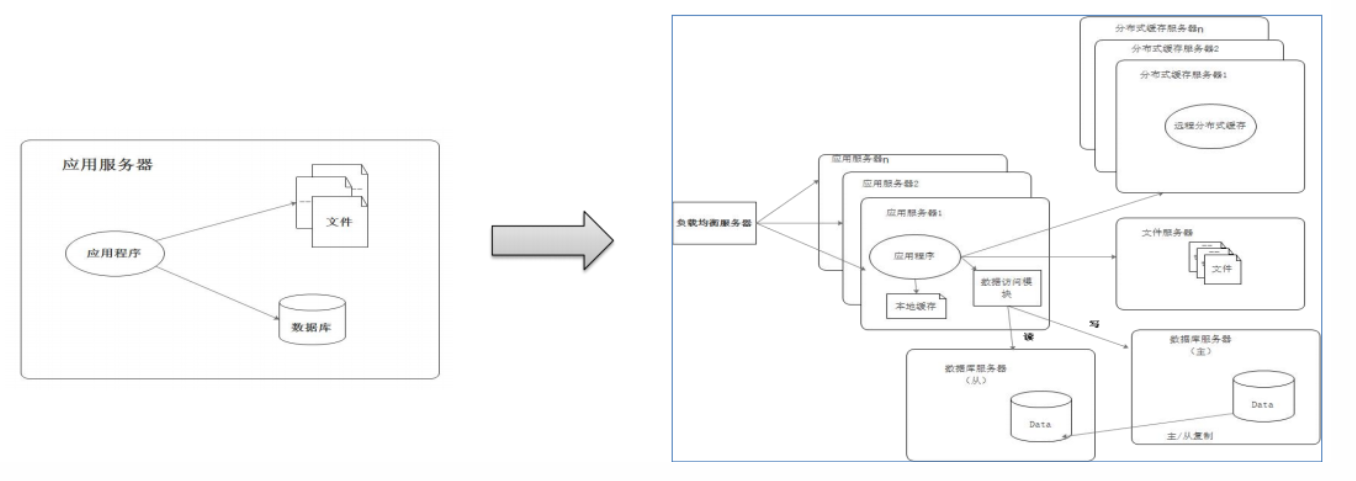 应用服务器
文件
应用程序
数据库
分布式缓存服务器n
分布式缓存服务器2
分布式缓存服务器1
远程分布式缓存
应用服务器n
应用服务器2
应用服务器1
负载均衡服务器
应用程序
数据访问模
块
本地缓存
文件服务器
文件
读
写
数据库服务器
（主）
Data
数据库服务器
（从）
Data
主/从复制